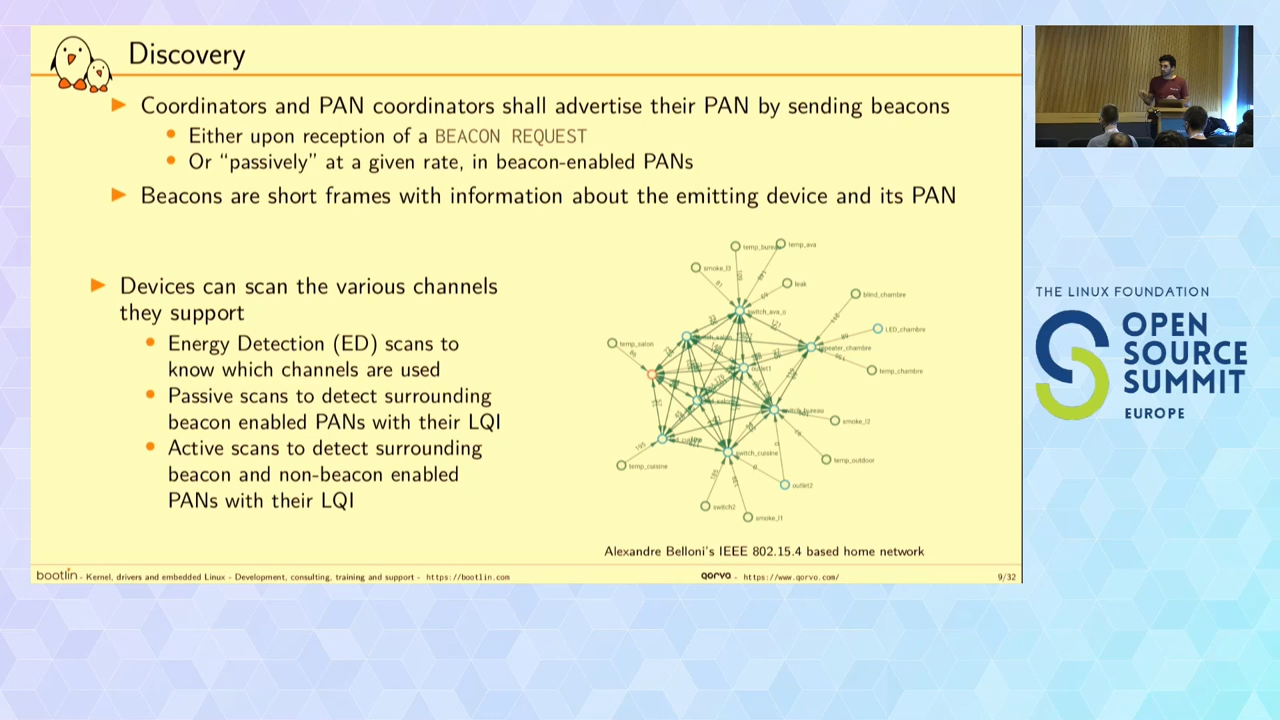 Discovery
Coordinators and PAN coordinators shall advertise their PAN by sending beacons
Either upon reception of a BEACON REQUEST
Or “passively” at a given rate, in beacon-enabled PANs
Beacons are short frames with information about the emitting device and its PAN
Devices can scan the various channels
they support
Energy Detection (ED) scans to
know which channels are used
Passive scans to detect surrounding
beacon enabled PANs with their LQI
Active scans to detect surrounding
beacon and non-beacon enabled
PANs with their LQI
temp_ava
smoke_l3
leak
blind_chambre
switch_ava_o
LED_chambre
temp_salon
temp_chambre
outlet1
smoke_l2
switch_cuisine
temp_outdoor
temp_cuisine
outlet2
switch2
smoke_l1
Alexandre Belloni's IEEE 802.15.4 based home network
bootlin - Kernel, drivers and embedded Linux - Development, consulting, training and support - https://bootlin.com
qorvo - https://www.qorvo.com/
9/32
THE LINUX FOUNDATION
OPEN
SOURCE
SUMMIT
EUROPE